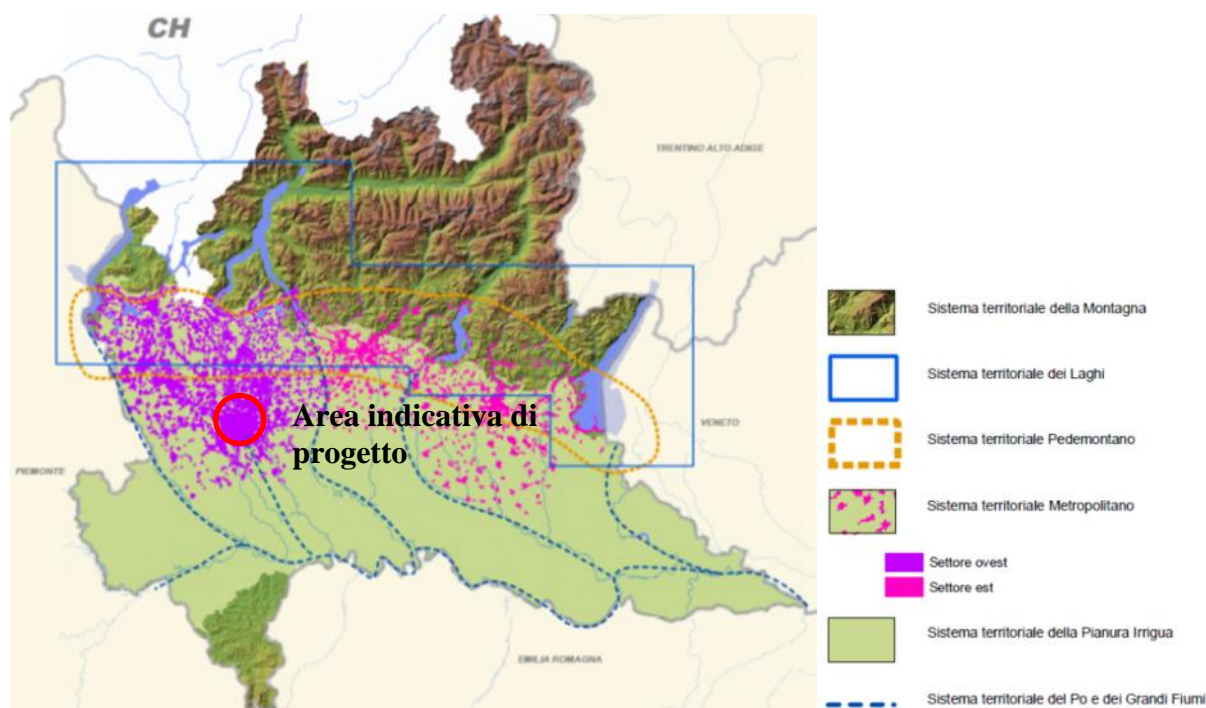 CH
TRENTINO ALTO ADIGE
Area indicativa di
progetto
VENETO
PIEMONTE
EMILIA ROMAGNA
Sistema territoriale della Montagna
Sistema territoriale dei Laghi
Sistema territoriale Pedemontano
Sistema territoriale Metropolitano
Settore ovest
Settore est
Sistema territoriale della Pianura Irrigua
Sistema territoriale del Po e dei Grandi Fiumi